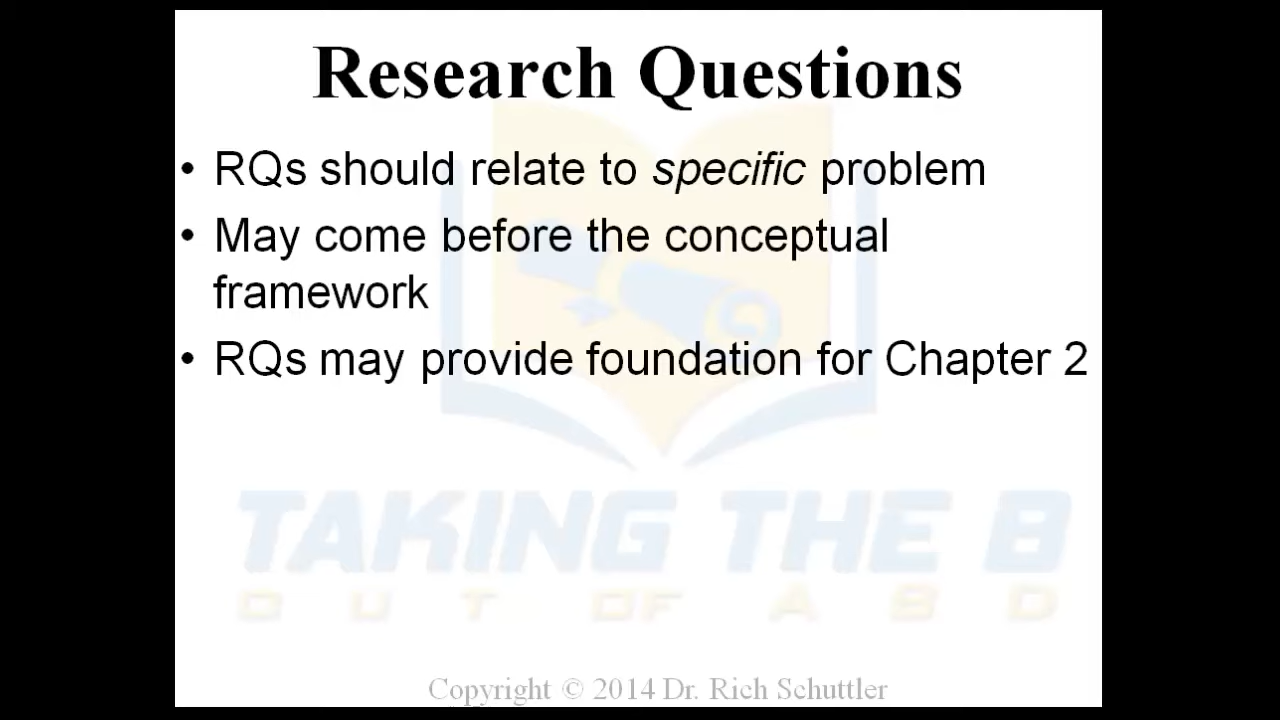 Research Questions
• RQs should relate to specific problem
• May come before the conceptual
framework
• RQs may provide foundation for Chapter 2
TAKING THE B
OUT OF ABD
Copyright © 2014 Dr. Rich Schuttler